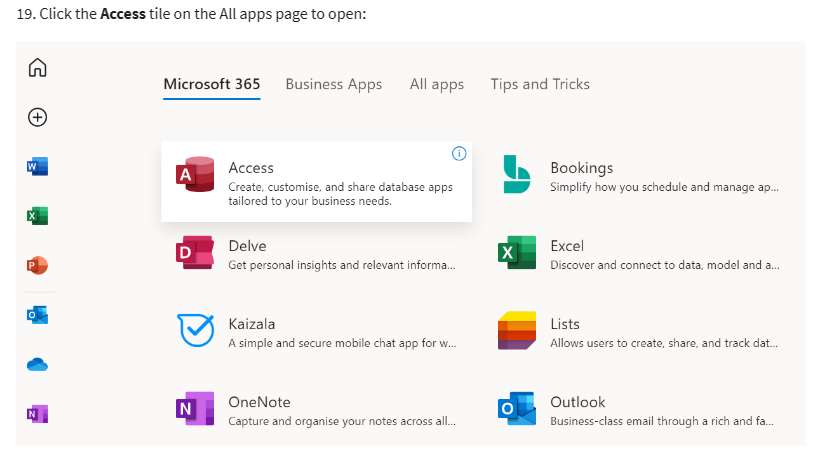 19. Click the Access tile on the All apps page to open:
Microsoft 365 Business Apps All apps Tips and Tricks
Access
Create, customise, and share database apps
tailored to your business needs.
Bookings
Simplify how you schedule and manage ap...
Delve
Get personal insights and relevant informa...
Excel
Discover and connect to data, model and a...
Kaizala
A simple and secure mobile chat app for w...
Lists
Allows users to create, share, and track dat...
OneNote
Capture and organise your notes across all...
Outlook
Business-class email through a rich and fa...
W
X
P
O
N
A
D
X
N
O